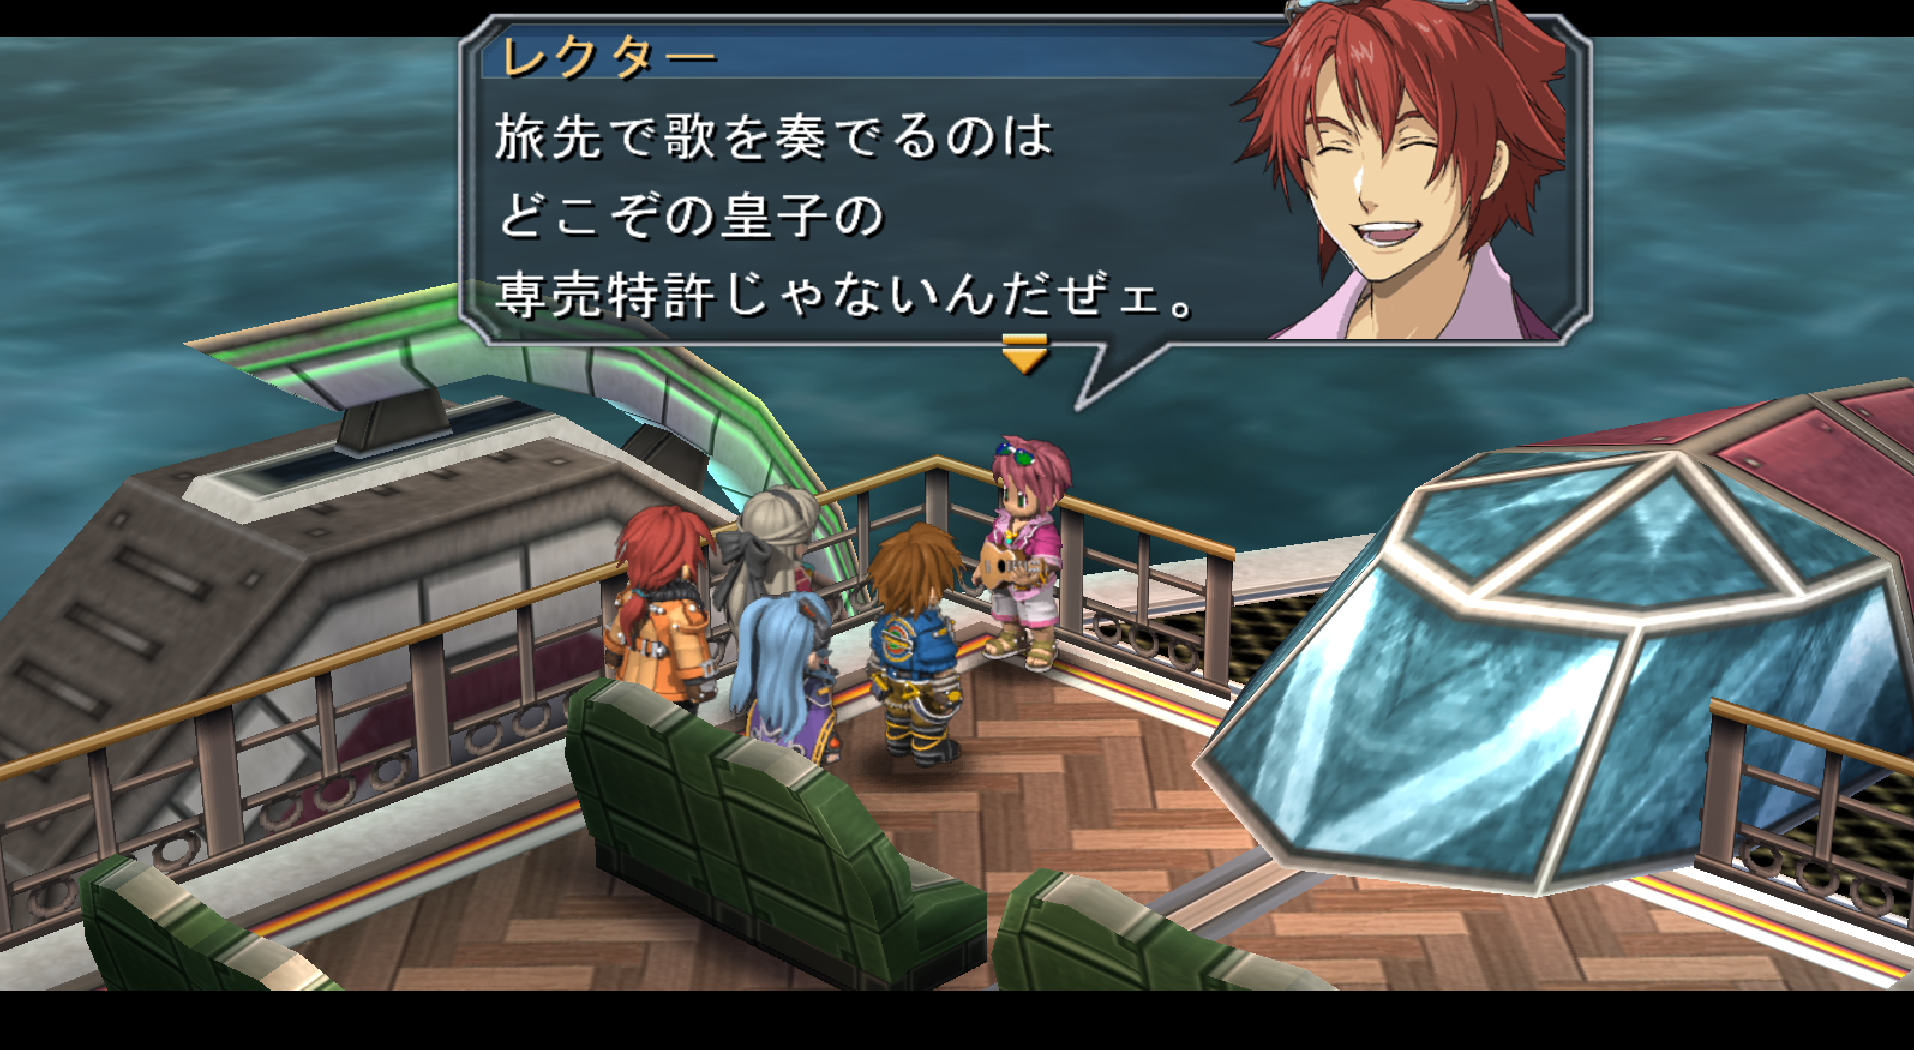 レクター
旅先で歌を奏でるのは
どこぞの皇子の
専売特許じゃないんだぜェ。